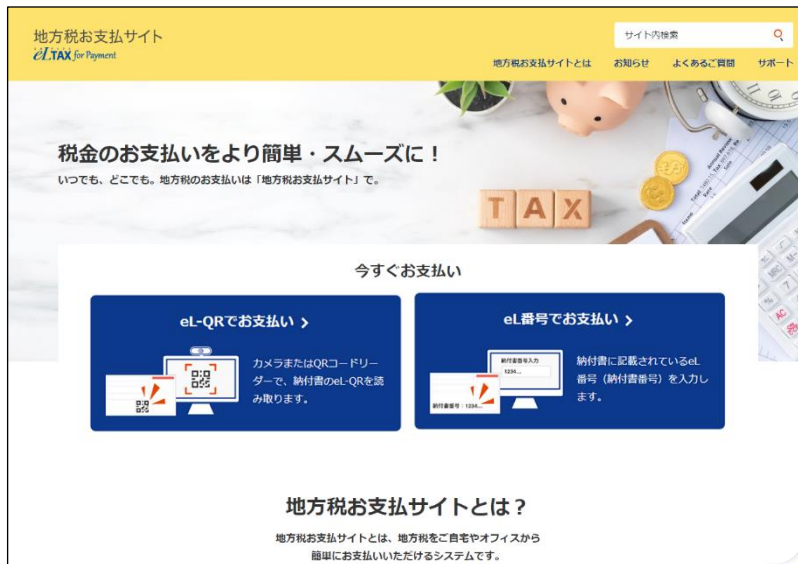 地方税お支払サイト
eLTAX for Payment
サイト内検索
地方税お支払サイトとは お知らせ よくあるご質問 サポート
税金のお支払いをより簡単・スムーズに！
いつでも、どこでも。地方税のお支払いは「地方税お支払サイト」で。
TAX
今すぐお支払い
eL-QRでお支払い
カメラまたはQRコードリー
ダーで、納付書のeL-QRを読
み取ります。
eL番号でお支払い
納付書番号入力
1234...
納付書番号：1234...
納付書に記載されているeL
番号（納付書番号）を入力し
ます。
地方税お支払サイトとは？
地方税お支払サイトとは、地方税をご自宅やオフィスから
簡単にお支払いいただけるシステムです。